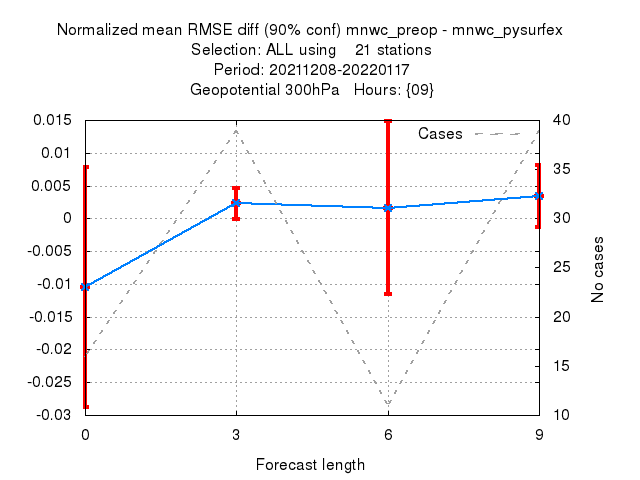 Normalized mean RMSE diff (90% conf) mnwc_preop - mnwc_pysurfex
Selection: ALL using    21 stations
Period: 20211208-20220117
Geopotential 300hPa   Hours: {09}
Cases
0.015
0.01
0.005
0
-0.005
-0.01
-0.015
-0.02
-0.025
-0.03
40
35
30
25
20
15
10
No cases
0 3 6 9
Forecast length